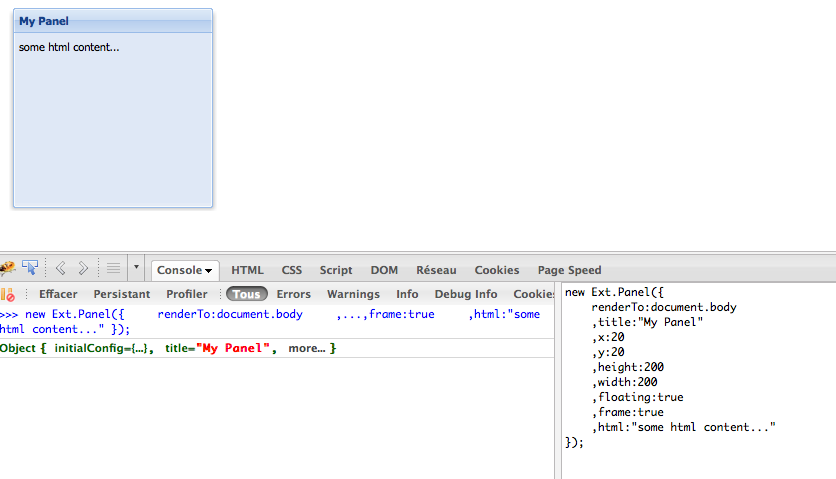 My Panel
some html content...
Console HTML CSS Script DOM Réseau Cookies Page Speed
Effacer Persistant Profiler Tous Errors Warnings Info Debug Info Cookies
>>> new Ext.Panel({ renderTo:document.body ,...,frame:true ,html:"some
html content..." });
Object { initialConfig={...}, title="My Panel", more... }
new Ext.Panel({
renderTo:document.body
,title:"My Panel"
,x:20
,y:20
,height:200
,width:200
,floating:true
,frame:true
,html:"some html content..."
});